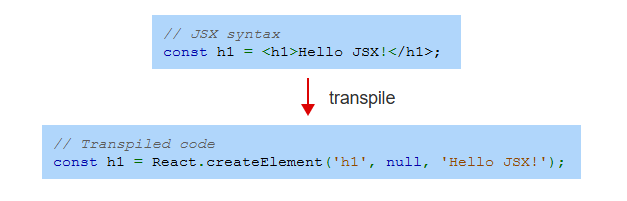 // JSX syntax
const h1 = <h1>Hello JSX!</h1>;
transpile
// Transpiled code
const h1 = React.createElement('h1', null, 'Hello JSX!');